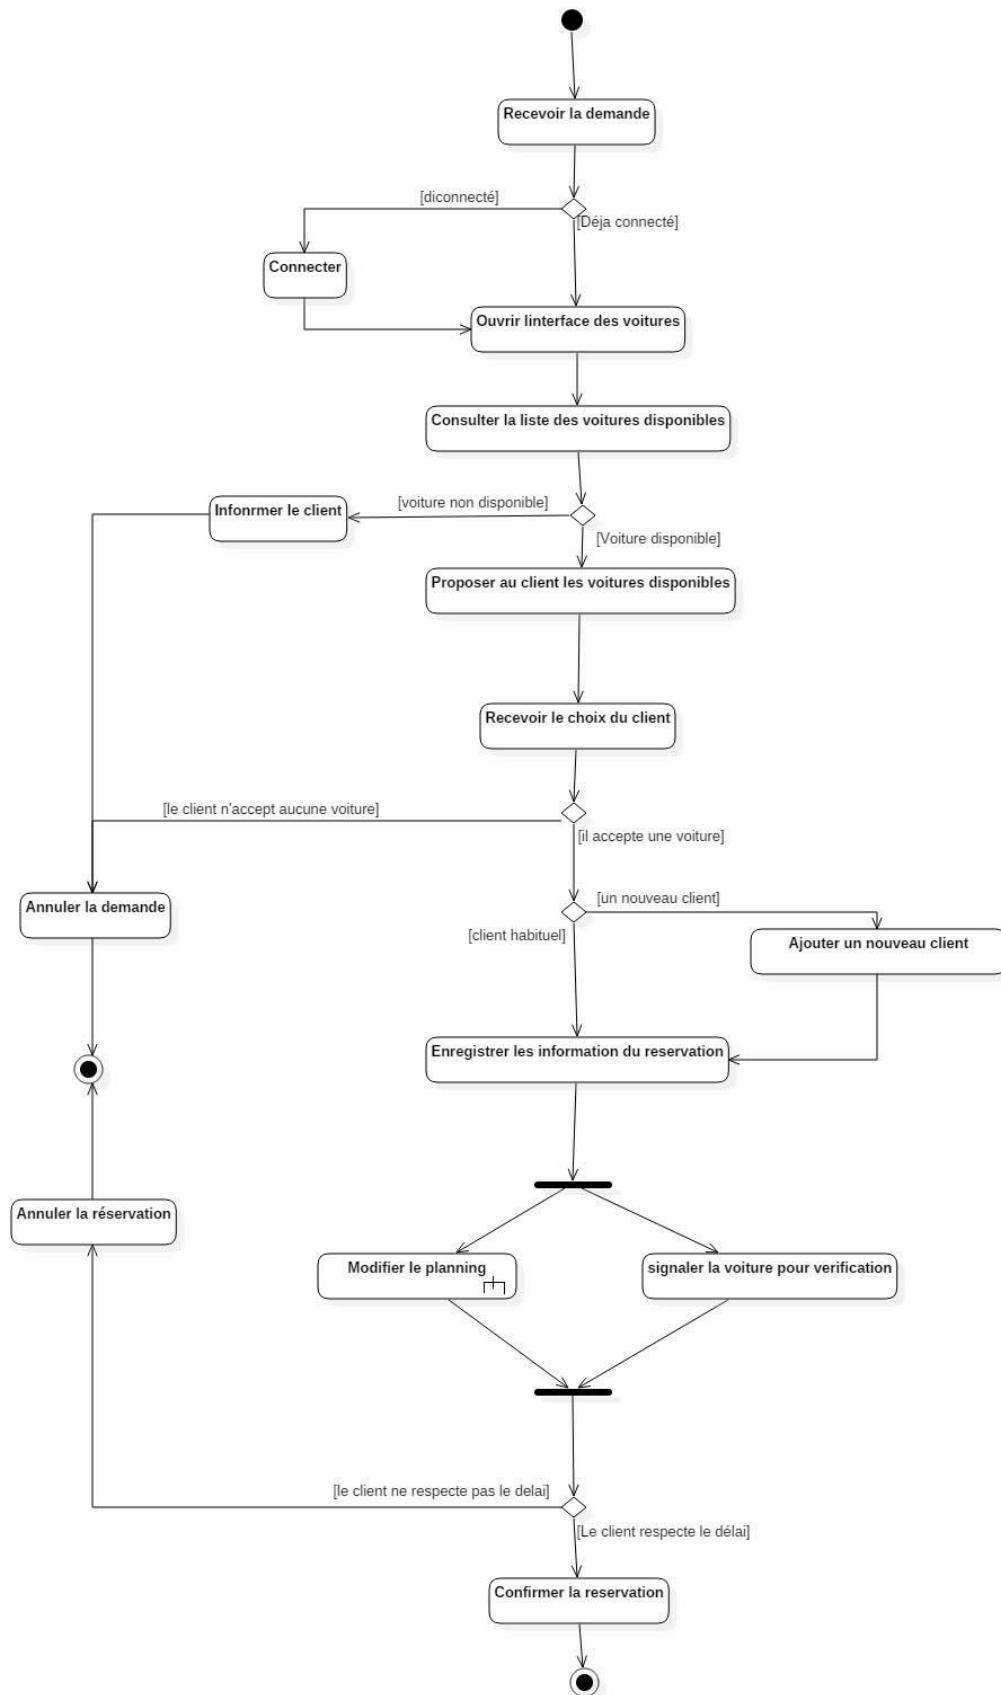 Recevoir la demande
[diconnecté]
[Déja connecté]
Connecter
Ouvrir linterface des voitures
Consulter la liste des voitures disponibles
[voiture non disponible]
Infonrmer le client
[Voiture disponible]
Proposer au client les voitures disponibles
Recevoir le choix du client
[le client n'accept aucune voiture]
[il accepte une voiture]
Annuler la demande
[un nouveau client]
[client habituel]
Ajouter un nouveau client
Enregistrer les information du reservation
Annuler la réservation
Modifier le planning
signaler la voiture pour verification
[le client ne respecte pas le delai]
[Le client respecte le délai]
Confirmer la reservation